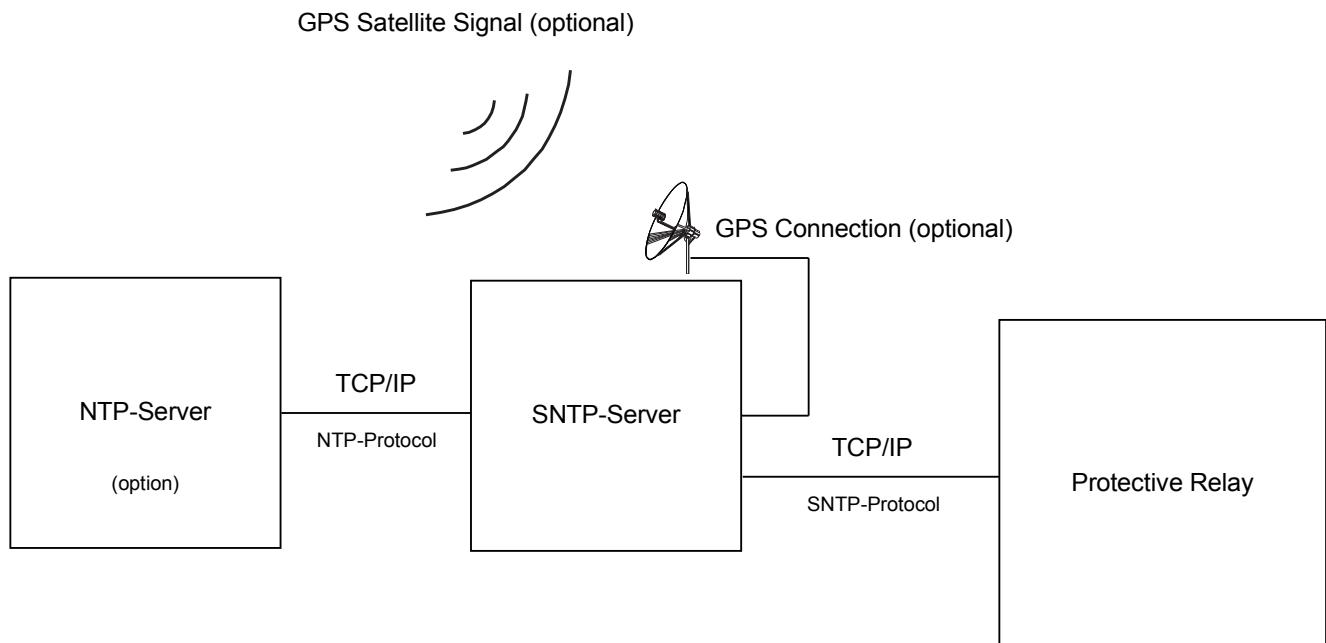 GPS Satellite Signal (optional)
GPS Connection (optional)
TCP/IP
NTP-Server
SNTP-Server
NTP-Protocol
TCP/IP
(option)
Protective Relay
SNTP-Protocol